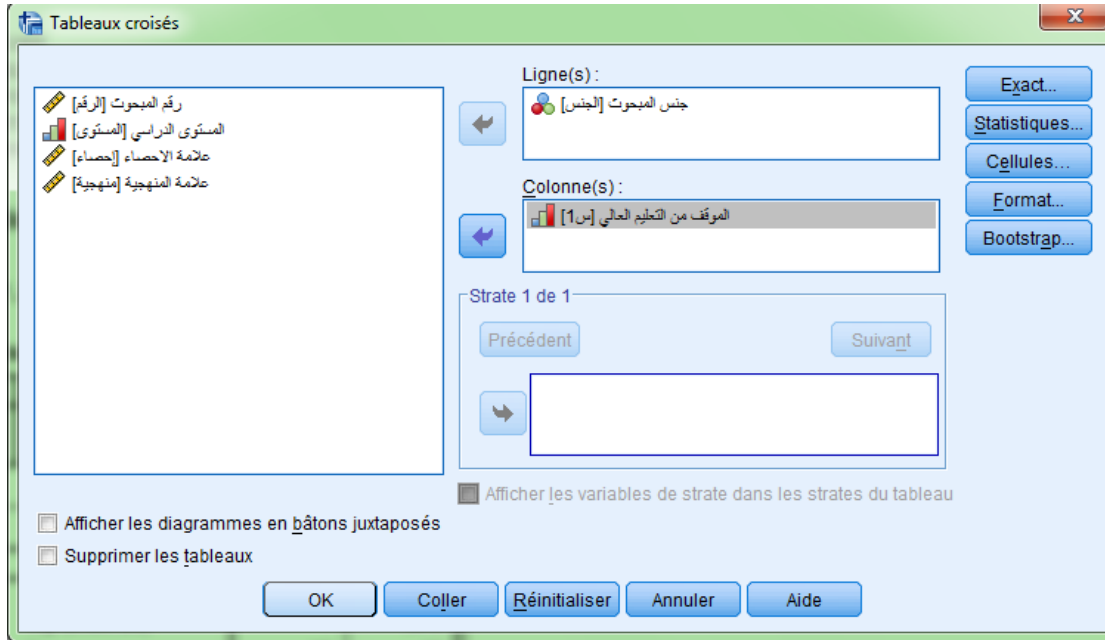 Tableaux croisés
رقم المبحوث [الرقم]
المستوى الدراسي [المستوى]
علامة الاحصاء [إحصاء]
علامة المنهجية [منهجية]
Ligne(s) :
جنس المبحوث [الجنس]
Colonne(s) :
الموقف من التعليم العالي [س1]
Strate 1 de 1
Précédent
Suivant
Afficher les variables de strate dans les strates du tableau
Exact...
Statistiques...
Cellules...
Format...
Bootstrap...
Afficher les diagrammes en bâtons juxtaposés
Supprimer les tableaux
OK
Coller
Réinitialiser
Annuler
Aide